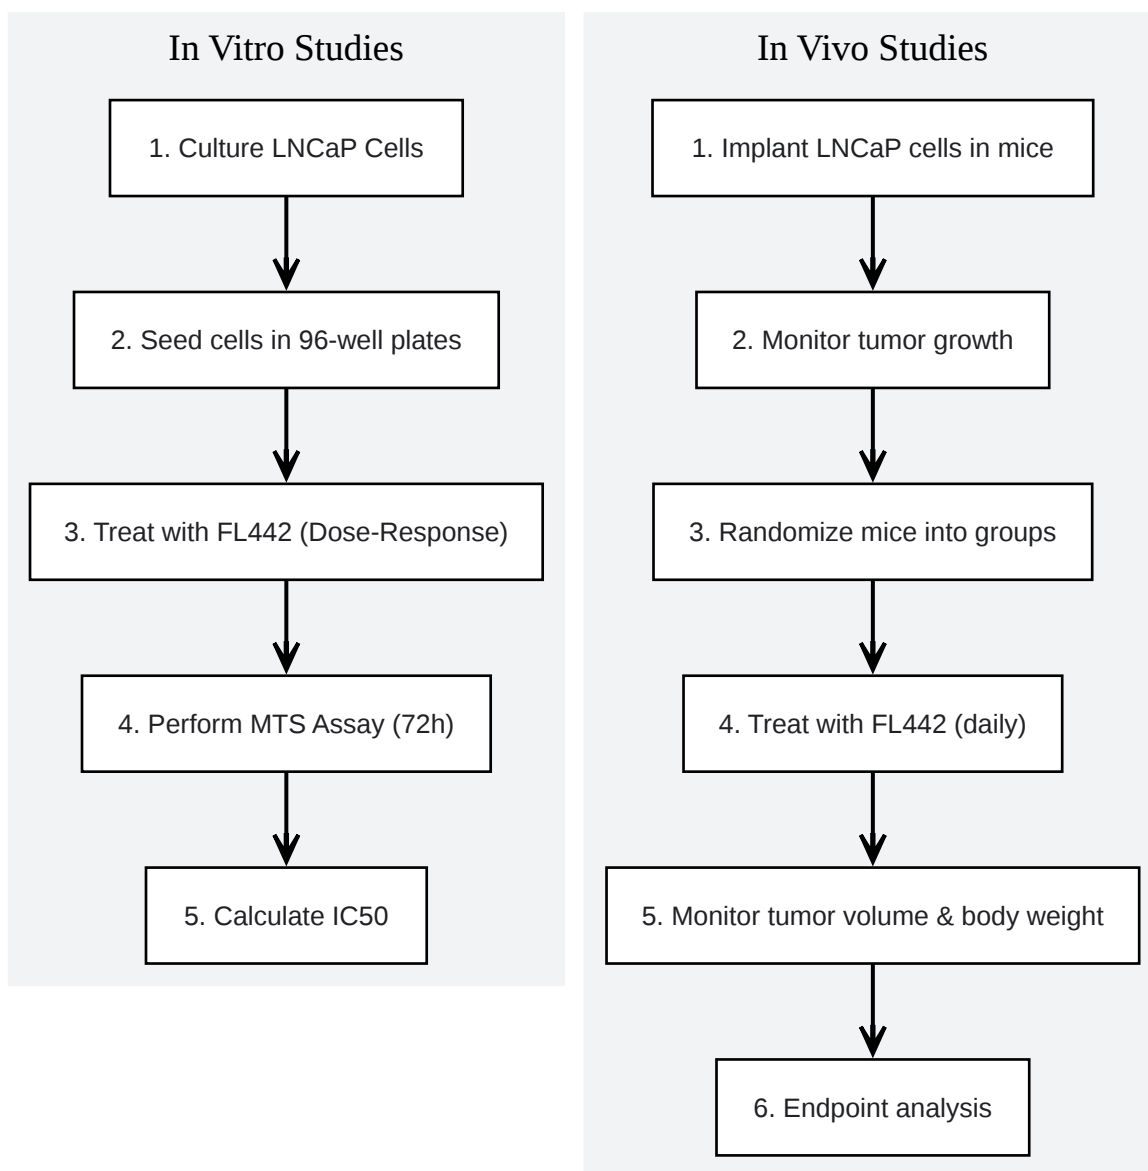 In Vitro Studies
1. Culture LNCaP Cells
2. Seed cells in 96-well plates
3. Treat with FL442 (Dose-Response)
4. Perform MTS Assay (72h)
5. Calculate IC50
In Vivo Studies
1. Implant LNCaP cells in mice
2. Monitor tumor growth
3. Randomize mice into groups
4. Treat with FL442 (daily)
5. Monitor tumor volume & body weight
6. Endpoint analysis